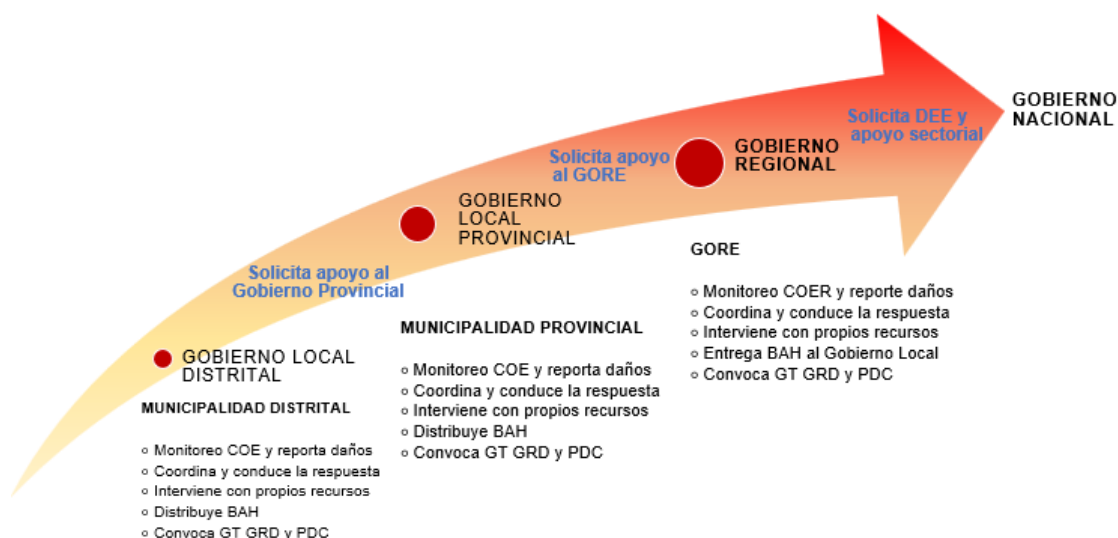 GOBIERNO
NACIONAL
Solicita DEE y
apoyo sectorial
GOBIERNO
REGIONAL
Solicita apoyo
al GORE
GOBIERNO
LOCAL
PROVINCIAL
Solicita apoyo al
Gobierno Provincial
GOBIERNO LOCAL
DISTRITAL
MUNICIPALIDAD DISTRITAL
Monitoreo COE y reporta daños
Coordina y conduce la respuesta
Interviene con propios recursos
Distribuye BAH
Convoca GT GRD y PDC
MUNICIPALIDAD PROVINCIAL
Monitoreo COE y reporta daños
Coordina y conduce la respuesta
Interviene con propios recursos
Distribuye BAH
Convoca GT GRD y PDC
GORE
Monitoreo COER y reporte daños
Coordina y conduce la respuesta
Interviene con propios recursos
Entrega BAH al Gobierno Local
Convoca GT GRD y PDC